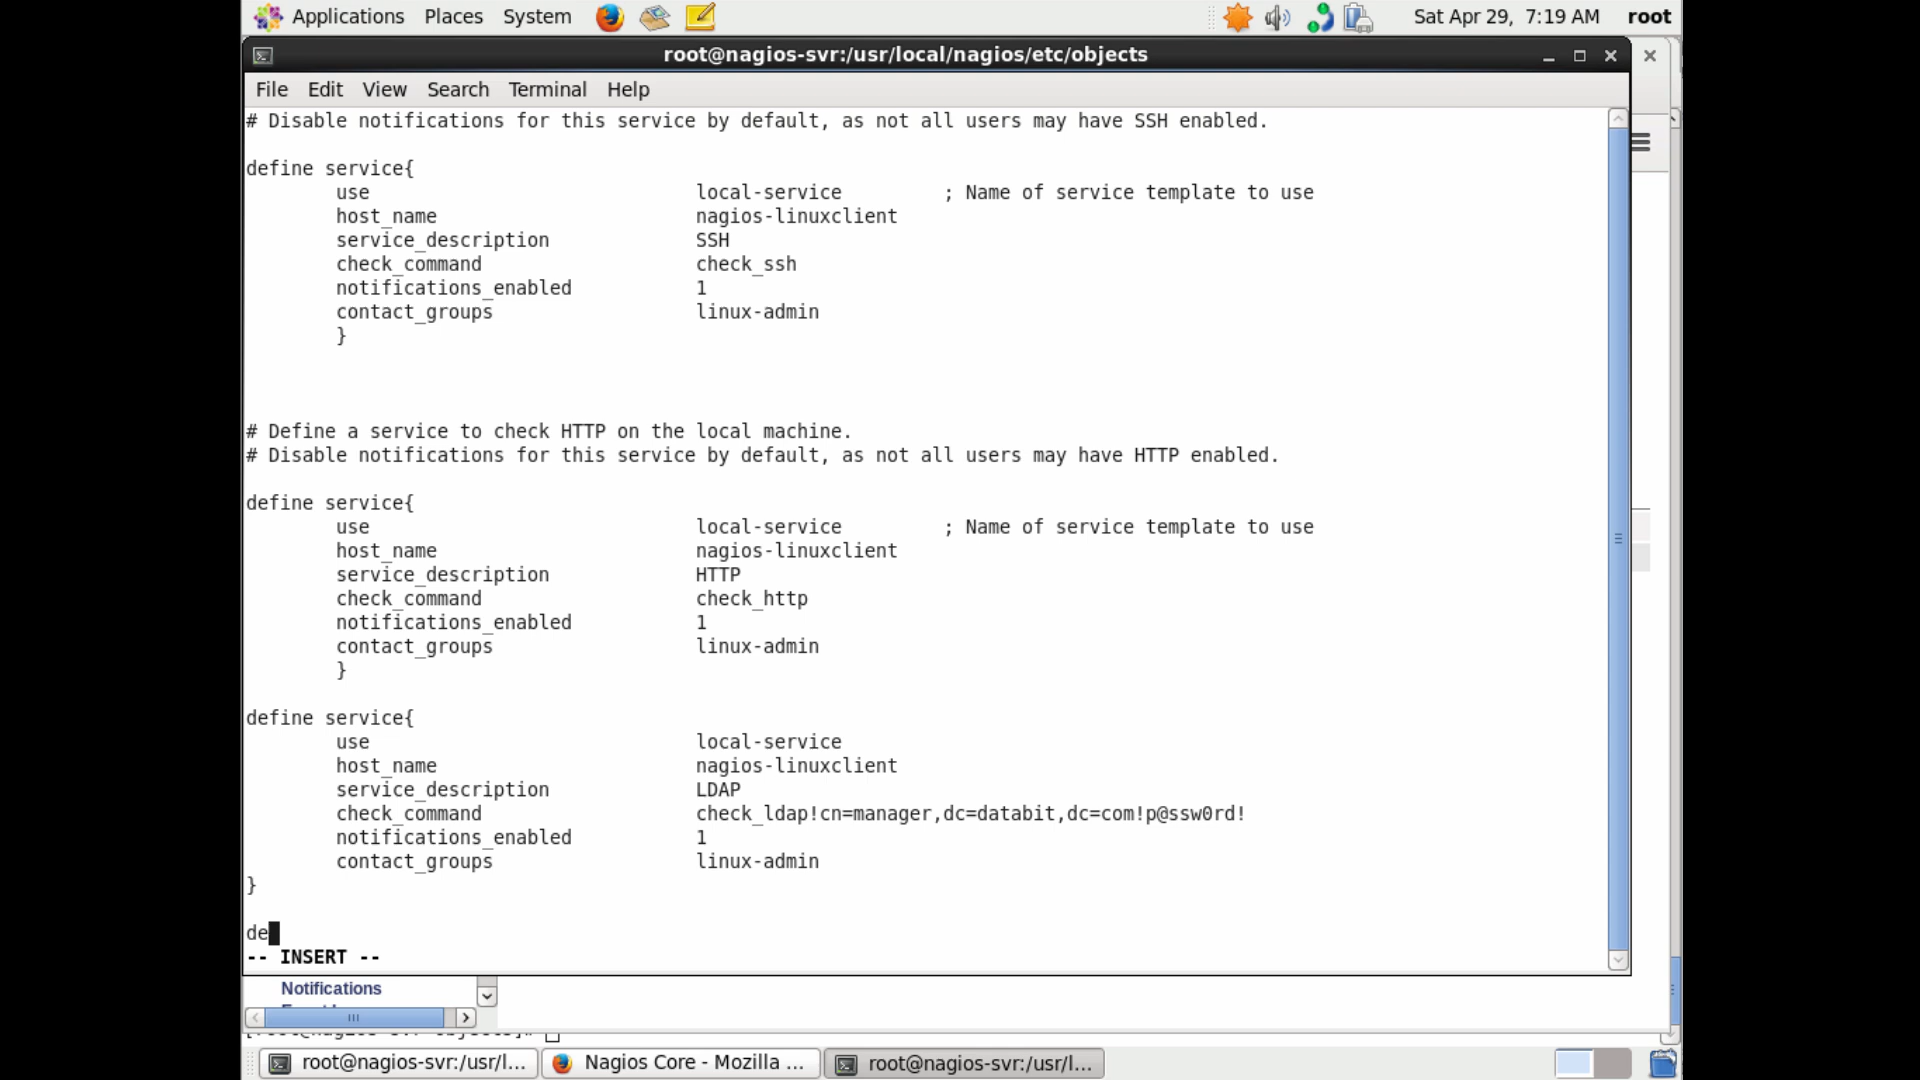 Applications Places System Sat Apr 29, 7:19 AM root
root@nagios-svr:/usr/local/nagios/etc/objects
File Edit View Search Terminal Help
# Disable notifications for this service by default, as not all users may have SSH enabled.
define service{
use local-service ; Name of service template to use
host_name nagios-linuxclient
service_description SSH
check_command check_ssh
notifications_enabled 1
contact_groups linux-admin
}
# Define a service to check HTTP on the local machine.
# Disable notifications for this service by default, as not all users may have HTTP enabled.
define service{
use local-service ; Name of service template to use
host_name nagios-linuxclient
service_description HTTP
check_command check_http
notifications_enabled 1
contact_groups linux-admin
}
define service{
use local-service
host_name nagios-linuxclient
service_description LDAP
check_command check_ldap!cn=manager,dc=databit,dc=com!p@ssw0rd!
notifications_enabled 1
contact_groups linux-admin
}
de
-- INSERT --
Notifications
root@nagios-svr:/usr/l... Nagios Core - Mozilla ... root@nagios-svr:/usr/l...